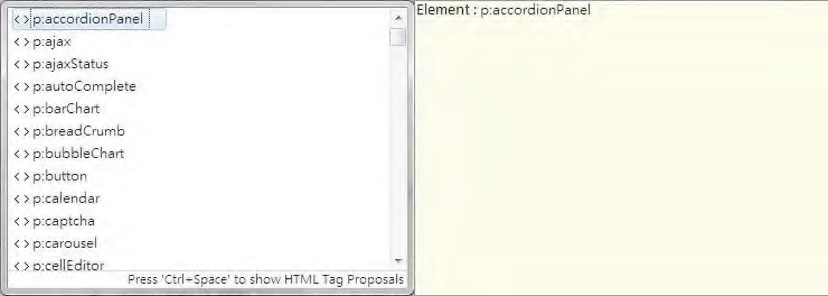 < > p:accordionPanel
< > p:ajax
< > p:ajaxStatus
< > p:autoComplete
< > p:barChart
< > p:breadCrumb
< > p:bubbleChart
< > p:button
< > p:calendar
< > p:captcha
< > p:carousel
< > p:cellEditor
Press 'Ctrl+Space' to show HTML Tag Proposals
Element : p:accordionPanel